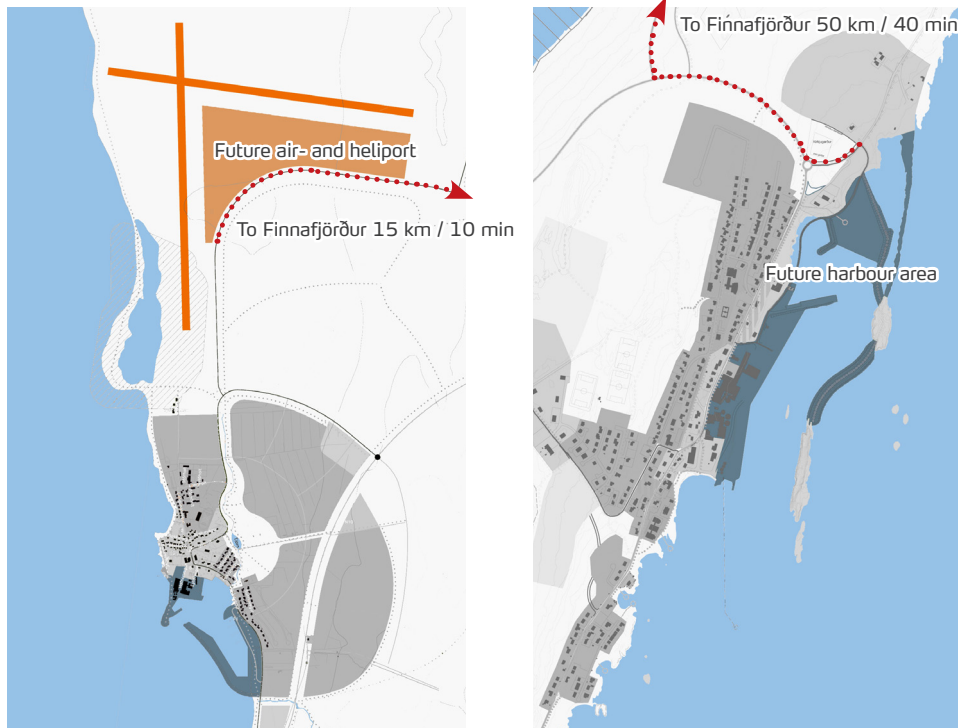 Future air- and heliport
To Finnafjörður 15 km / 10 min
To Finnafjörður 50 km / 40 min
Future harbour area